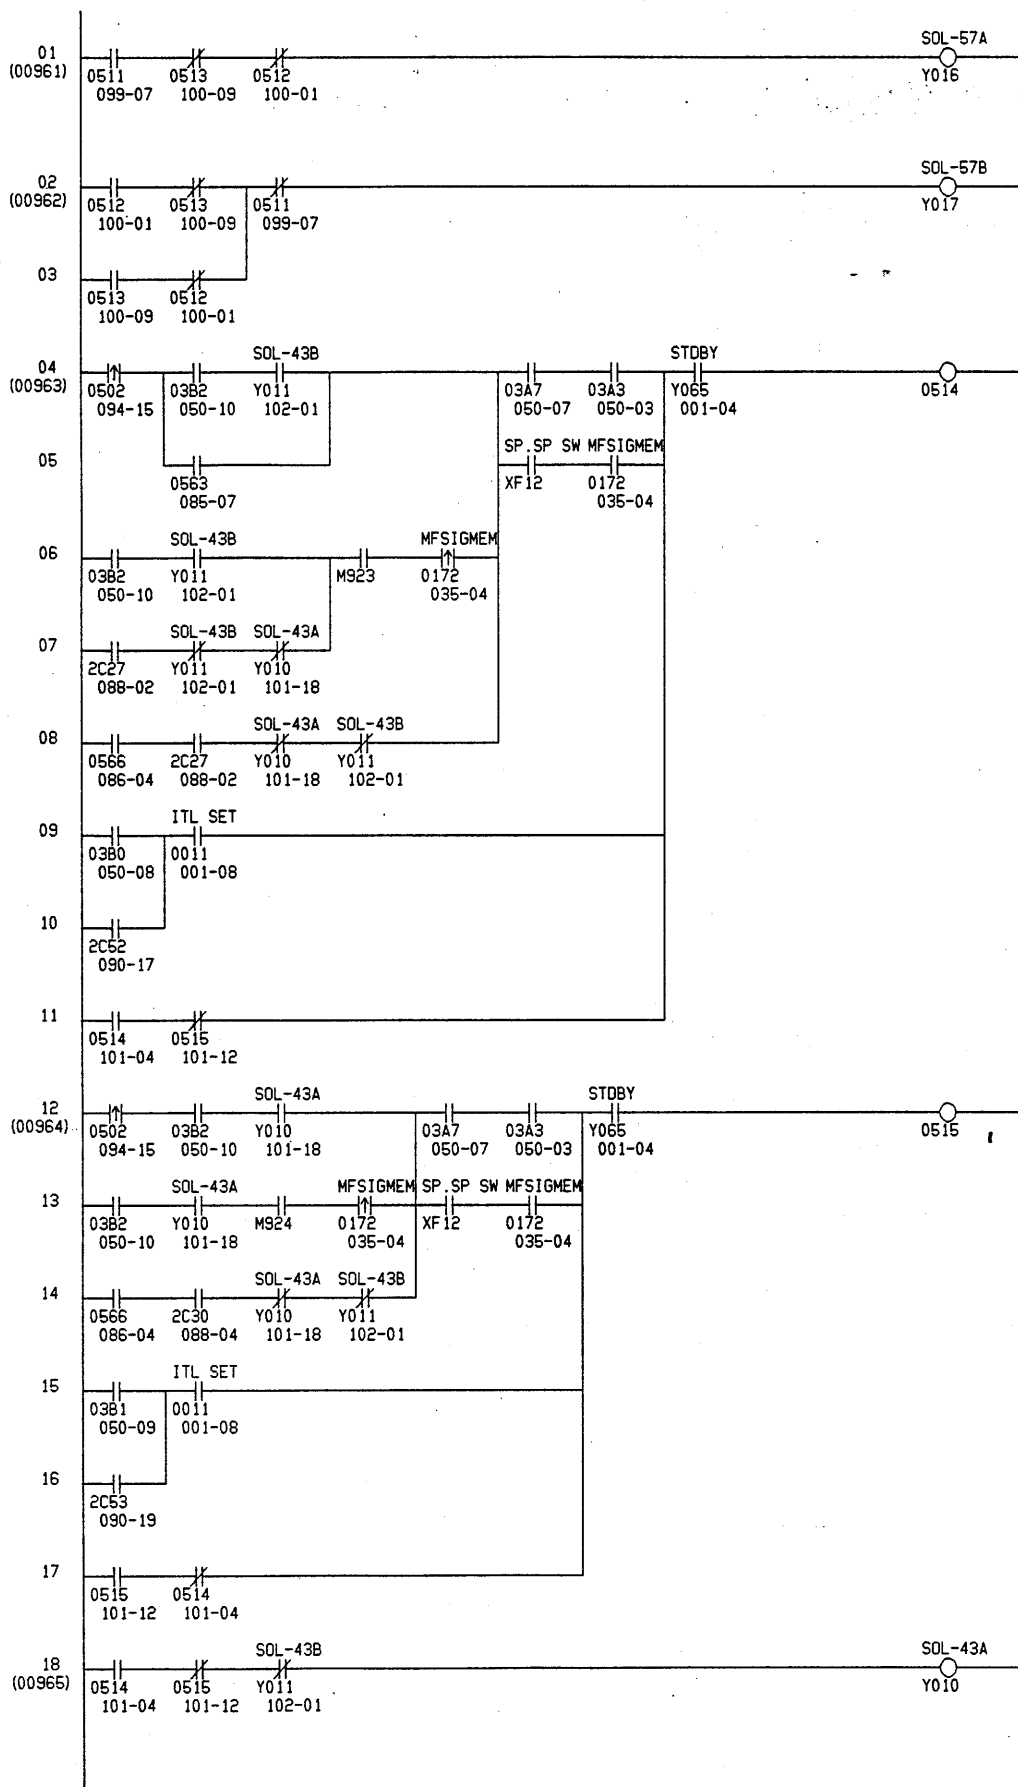 SOL-57A
01
(00961) 0511 0513 0512 Y016
099-07 100-09 100-01
SOL-57B
02
(00962) 0512 0513 0511 Y017
100-01 100-09 099-07
03
0513 0512
100-09 100-01
SOL-43B STDBY
04
(00963) 0502 03B2 Y011 03A7 03A3 Y065 0514
094-15 050-10 102-01 050-07 050-03 001-04
05 SP.SP SW MFSIGMEM
0563 XF12 0172
085-07 035-04
SOL-43B MFSIGMEM
06
03B2 Y011 M923 0172
050-10 102-01 035-04
SOL-43B SOL-43A
07
2C27 Y011 Y010
088-02 102-01 101-18
SOL-43A SOL-43B
08
0566 2C27 Y010 Y011
086-04 088-02 101-18 102-01
ITL SET
09
03B0 0011
050-08 001-08
10
2C52
090-17
11
0514 0515
101-04 101-12
SOL-43A STDBY
12
(00964) 0502 03B2 Y010 03A7 03A3 Y065 0515
094-15 050-10 101-18 050-07 050-03 001-04
SOL-43A MFSIGMEM SP.SP SW MFSIGMEM
13
03B2 Y010 M924 0172 XF12 0172
050-10 101-18 035-04 035-04
SOL-43A SOL-43B
14
0566 2C30 Y010 Y011
086-04 088-04 101-18 102-01
ITL SET
15
03B1 0011
050-09 001-08
16
2C53
090-19
17
0515 0514
101-12 101-04
SOL-43B SOL-43A
18
(00965) 0514 0515 Y011 Y010
101-04 101-12 102-01